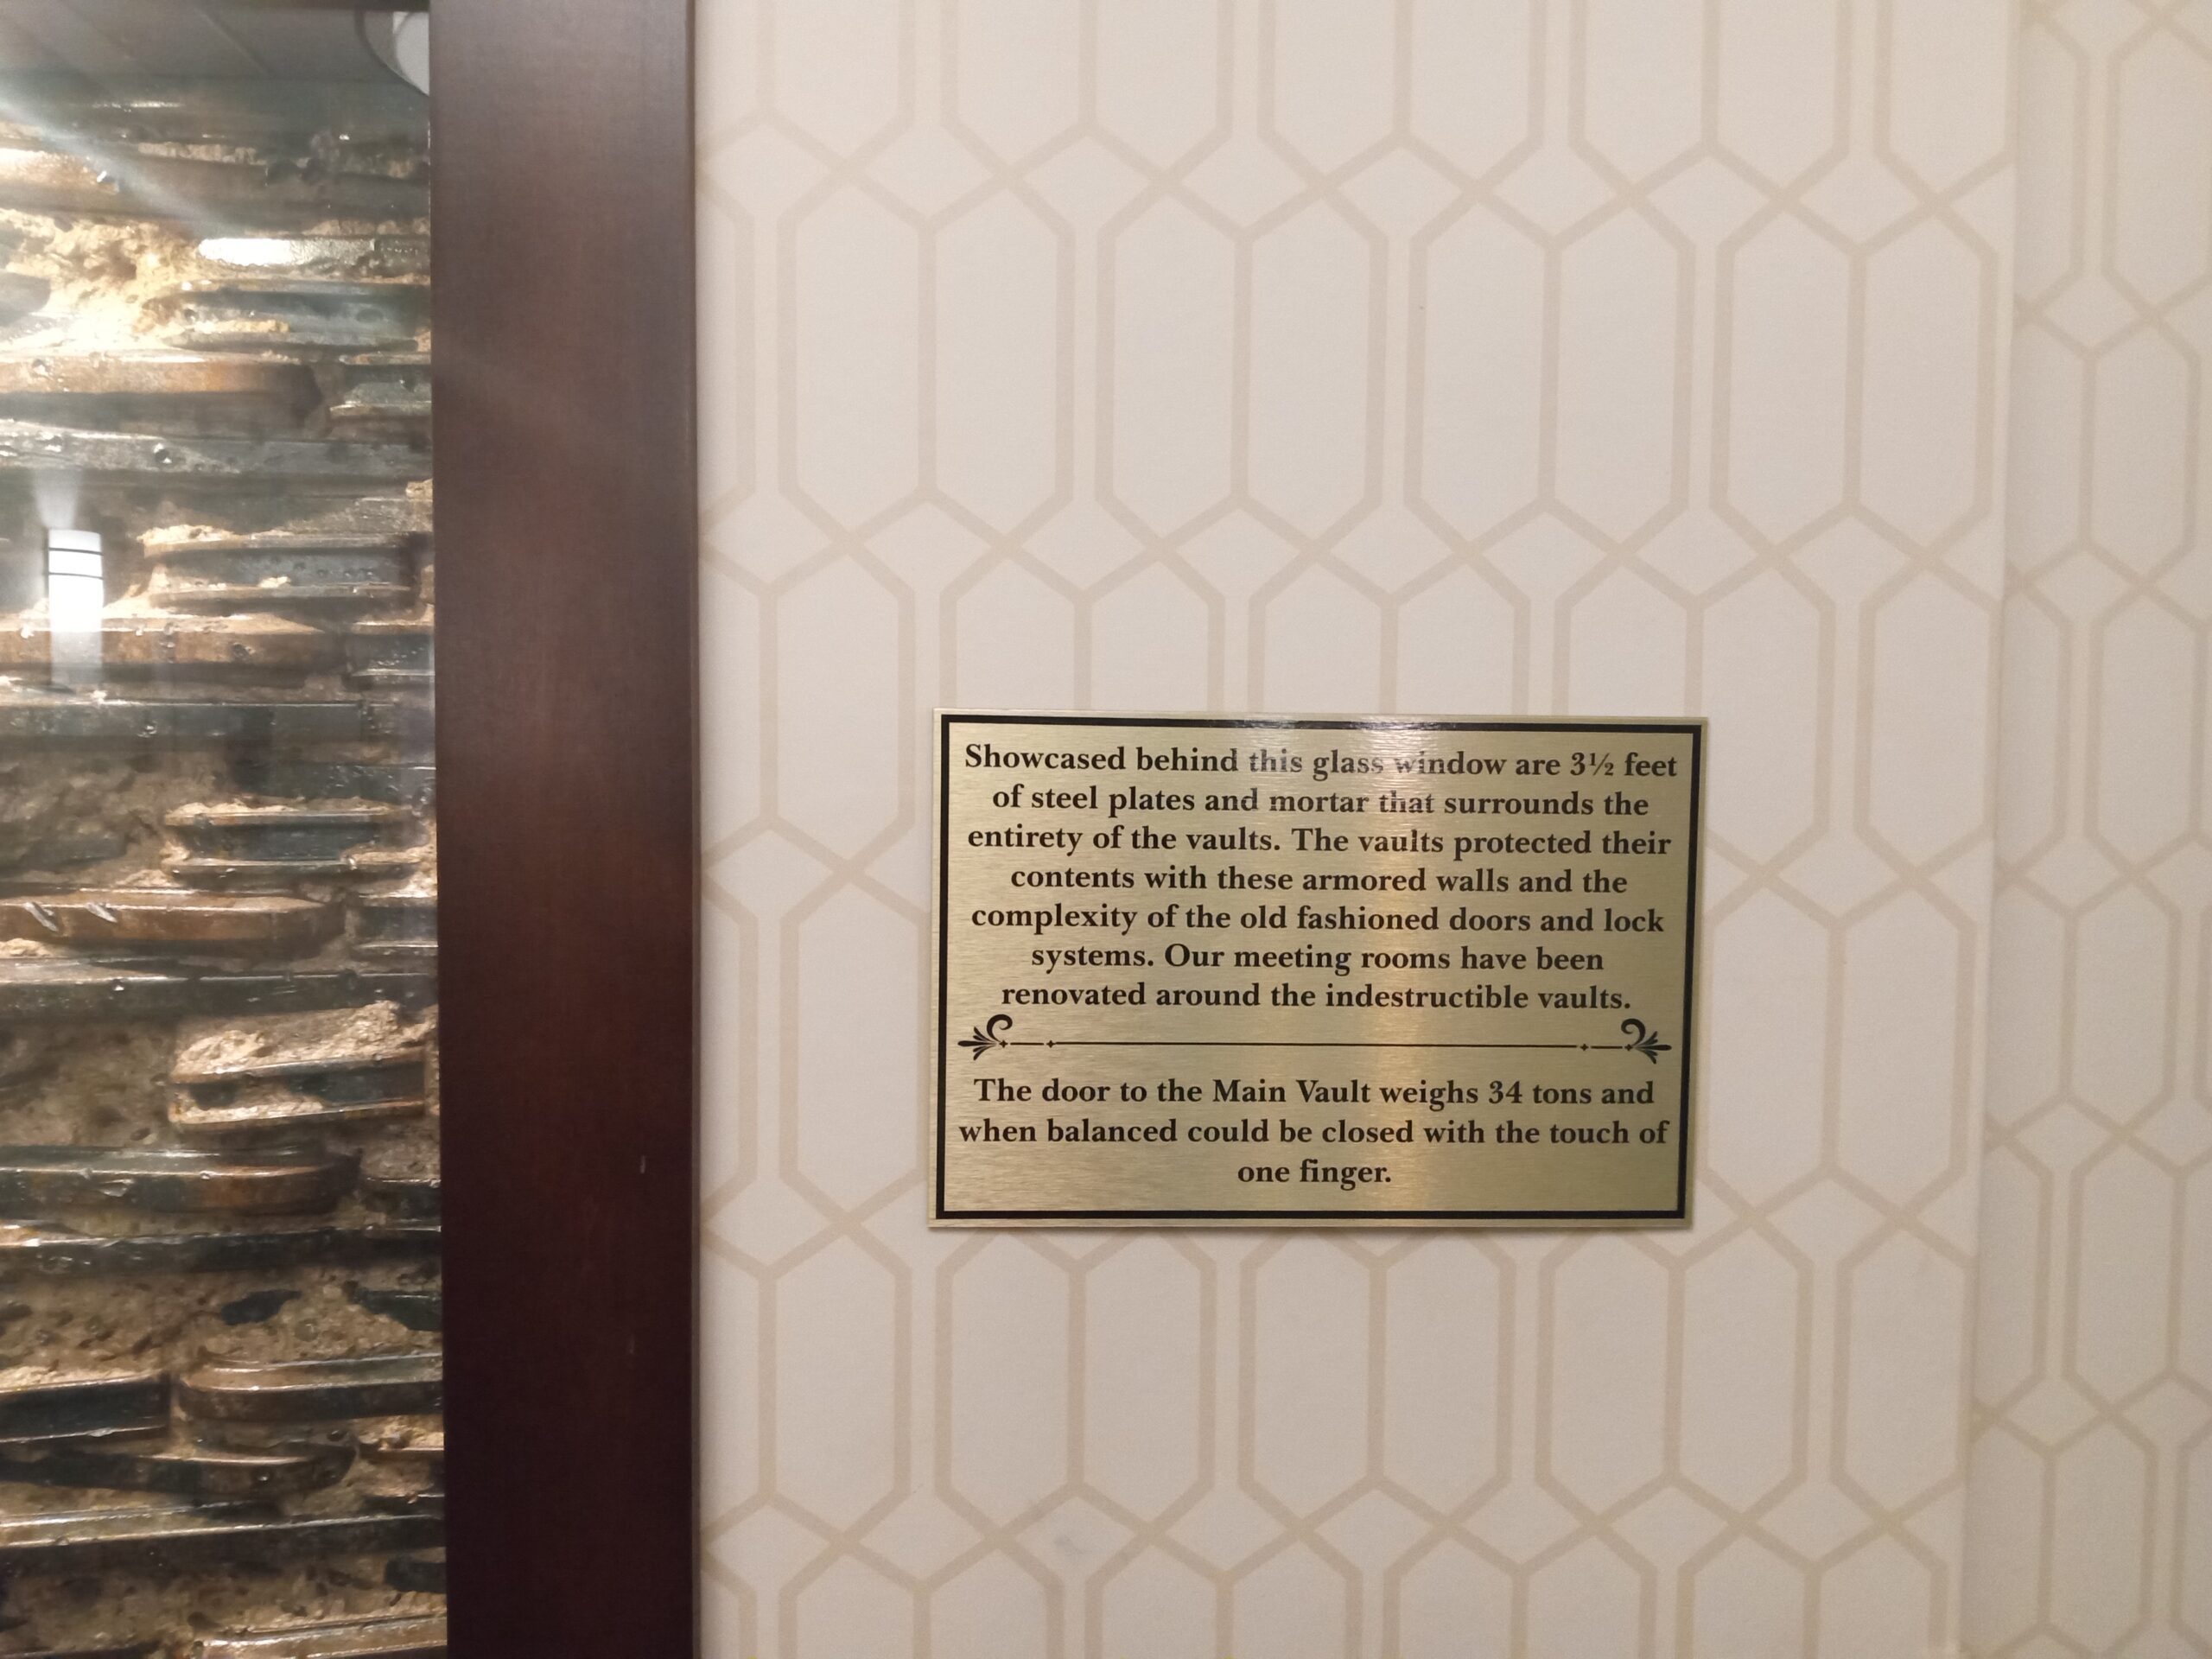 Showcased behind this glass window are 3½ feet
of steel plates and mortar that surrounds the
entirety of the vaults. The vaults protected their
contents with these armored walls and the
complexity of the old fashioned doors and lock
systems. Our meeting rooms have been
renovated around the indestructible vaults.
The door to the Main Vault weighs 34 tons and
when balanced could be closed with the touch of
one finger.